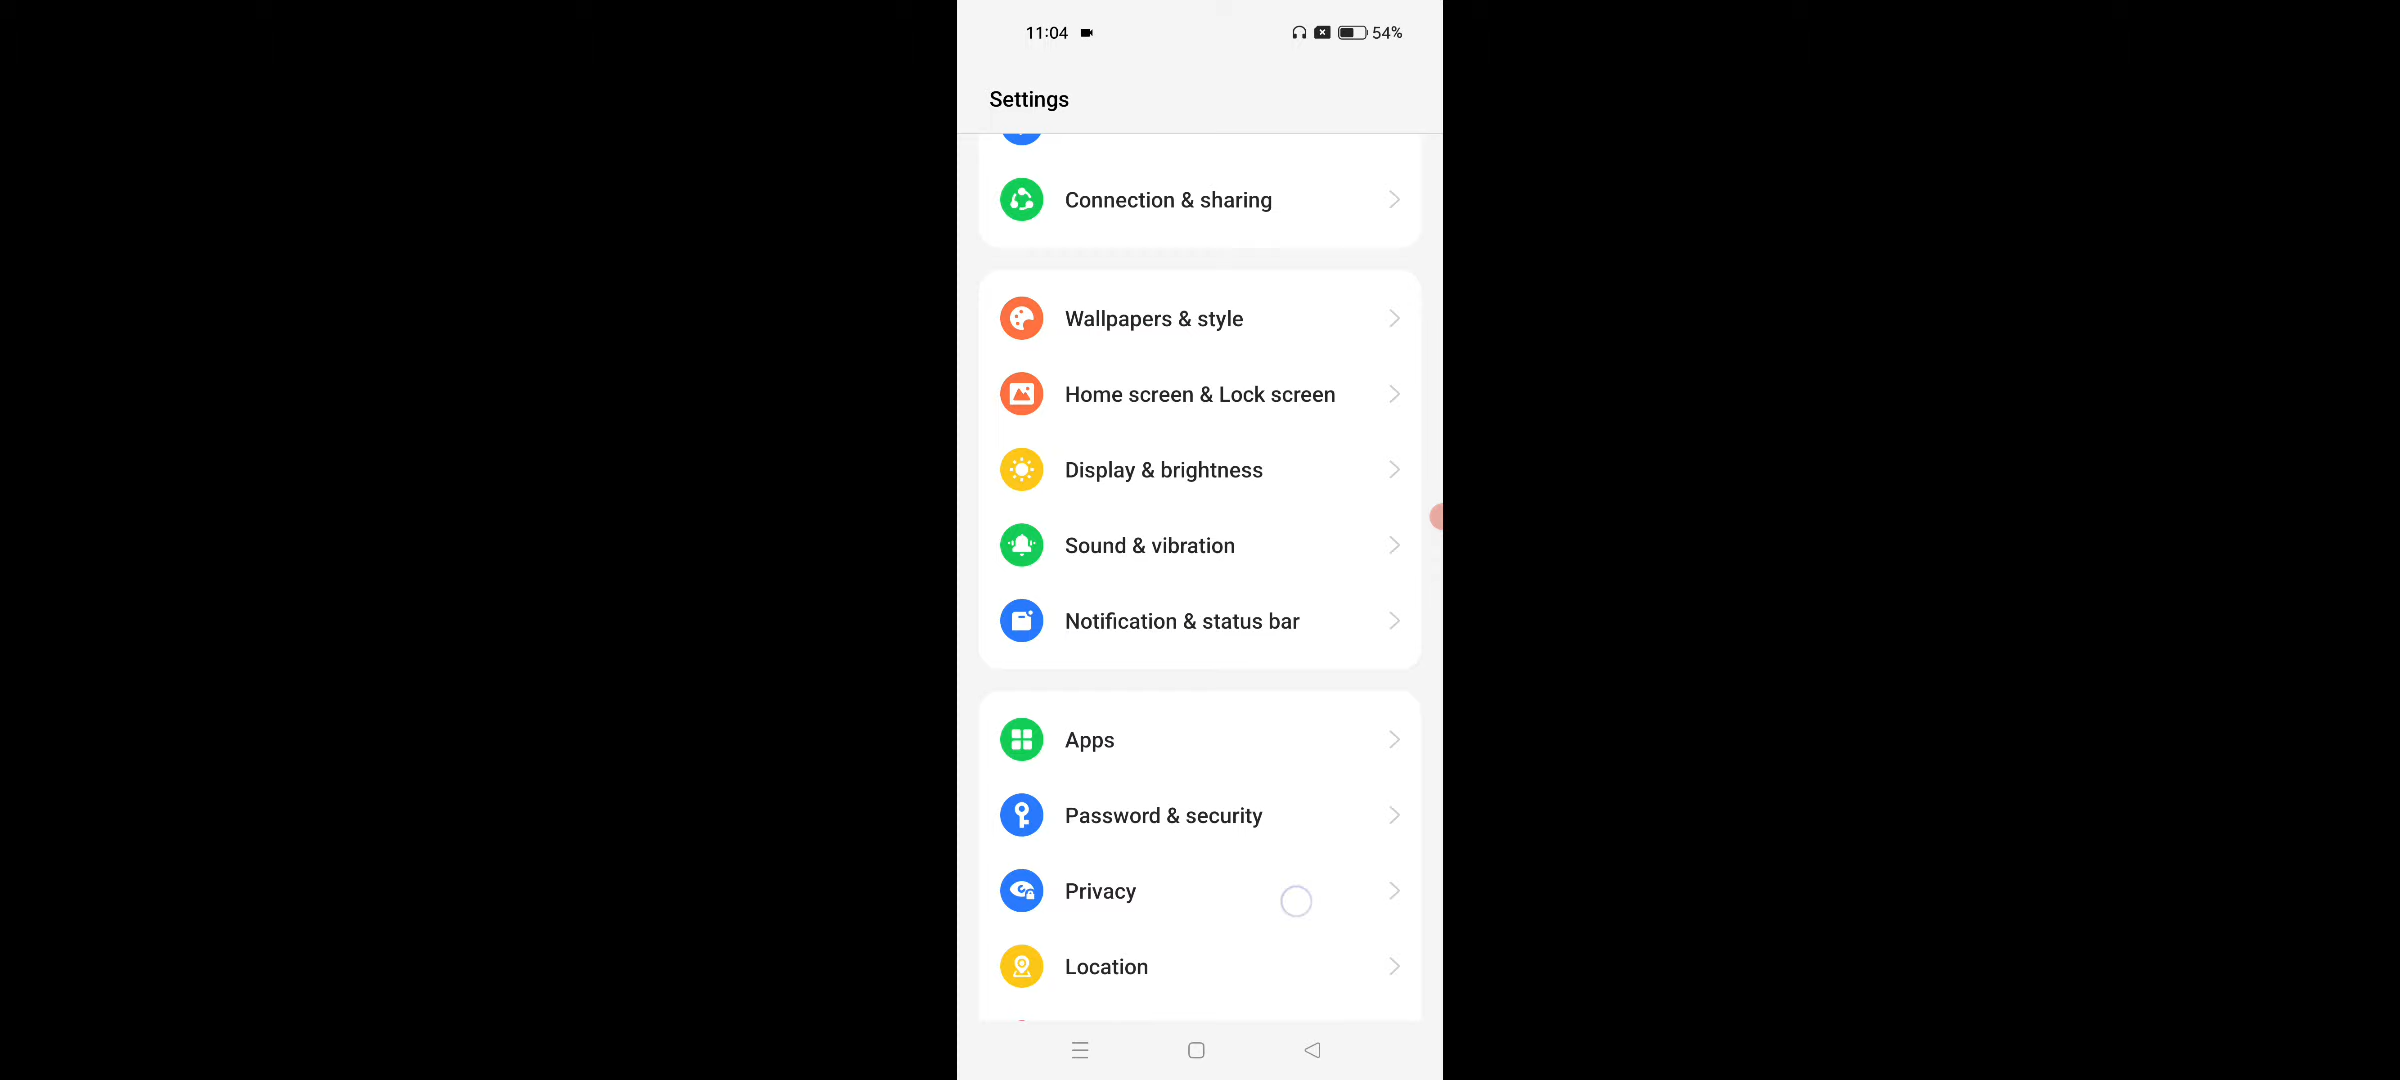 11:04
54%
Settings
Connection & sharing
Wallpapers & style
Home screen & Lock screen
Display & brightness
Sound & vibration
Notification & status bar
Apps
Password & security
Privacy
Location